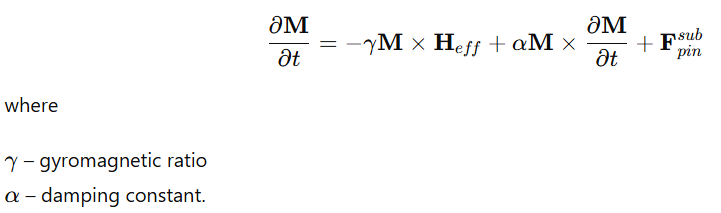 ∂M/∂t = −γM × H_eff + αM × ∂M/∂t + F_pin^sub
where
γ – gyromagnetic ratio
α – damping constant.